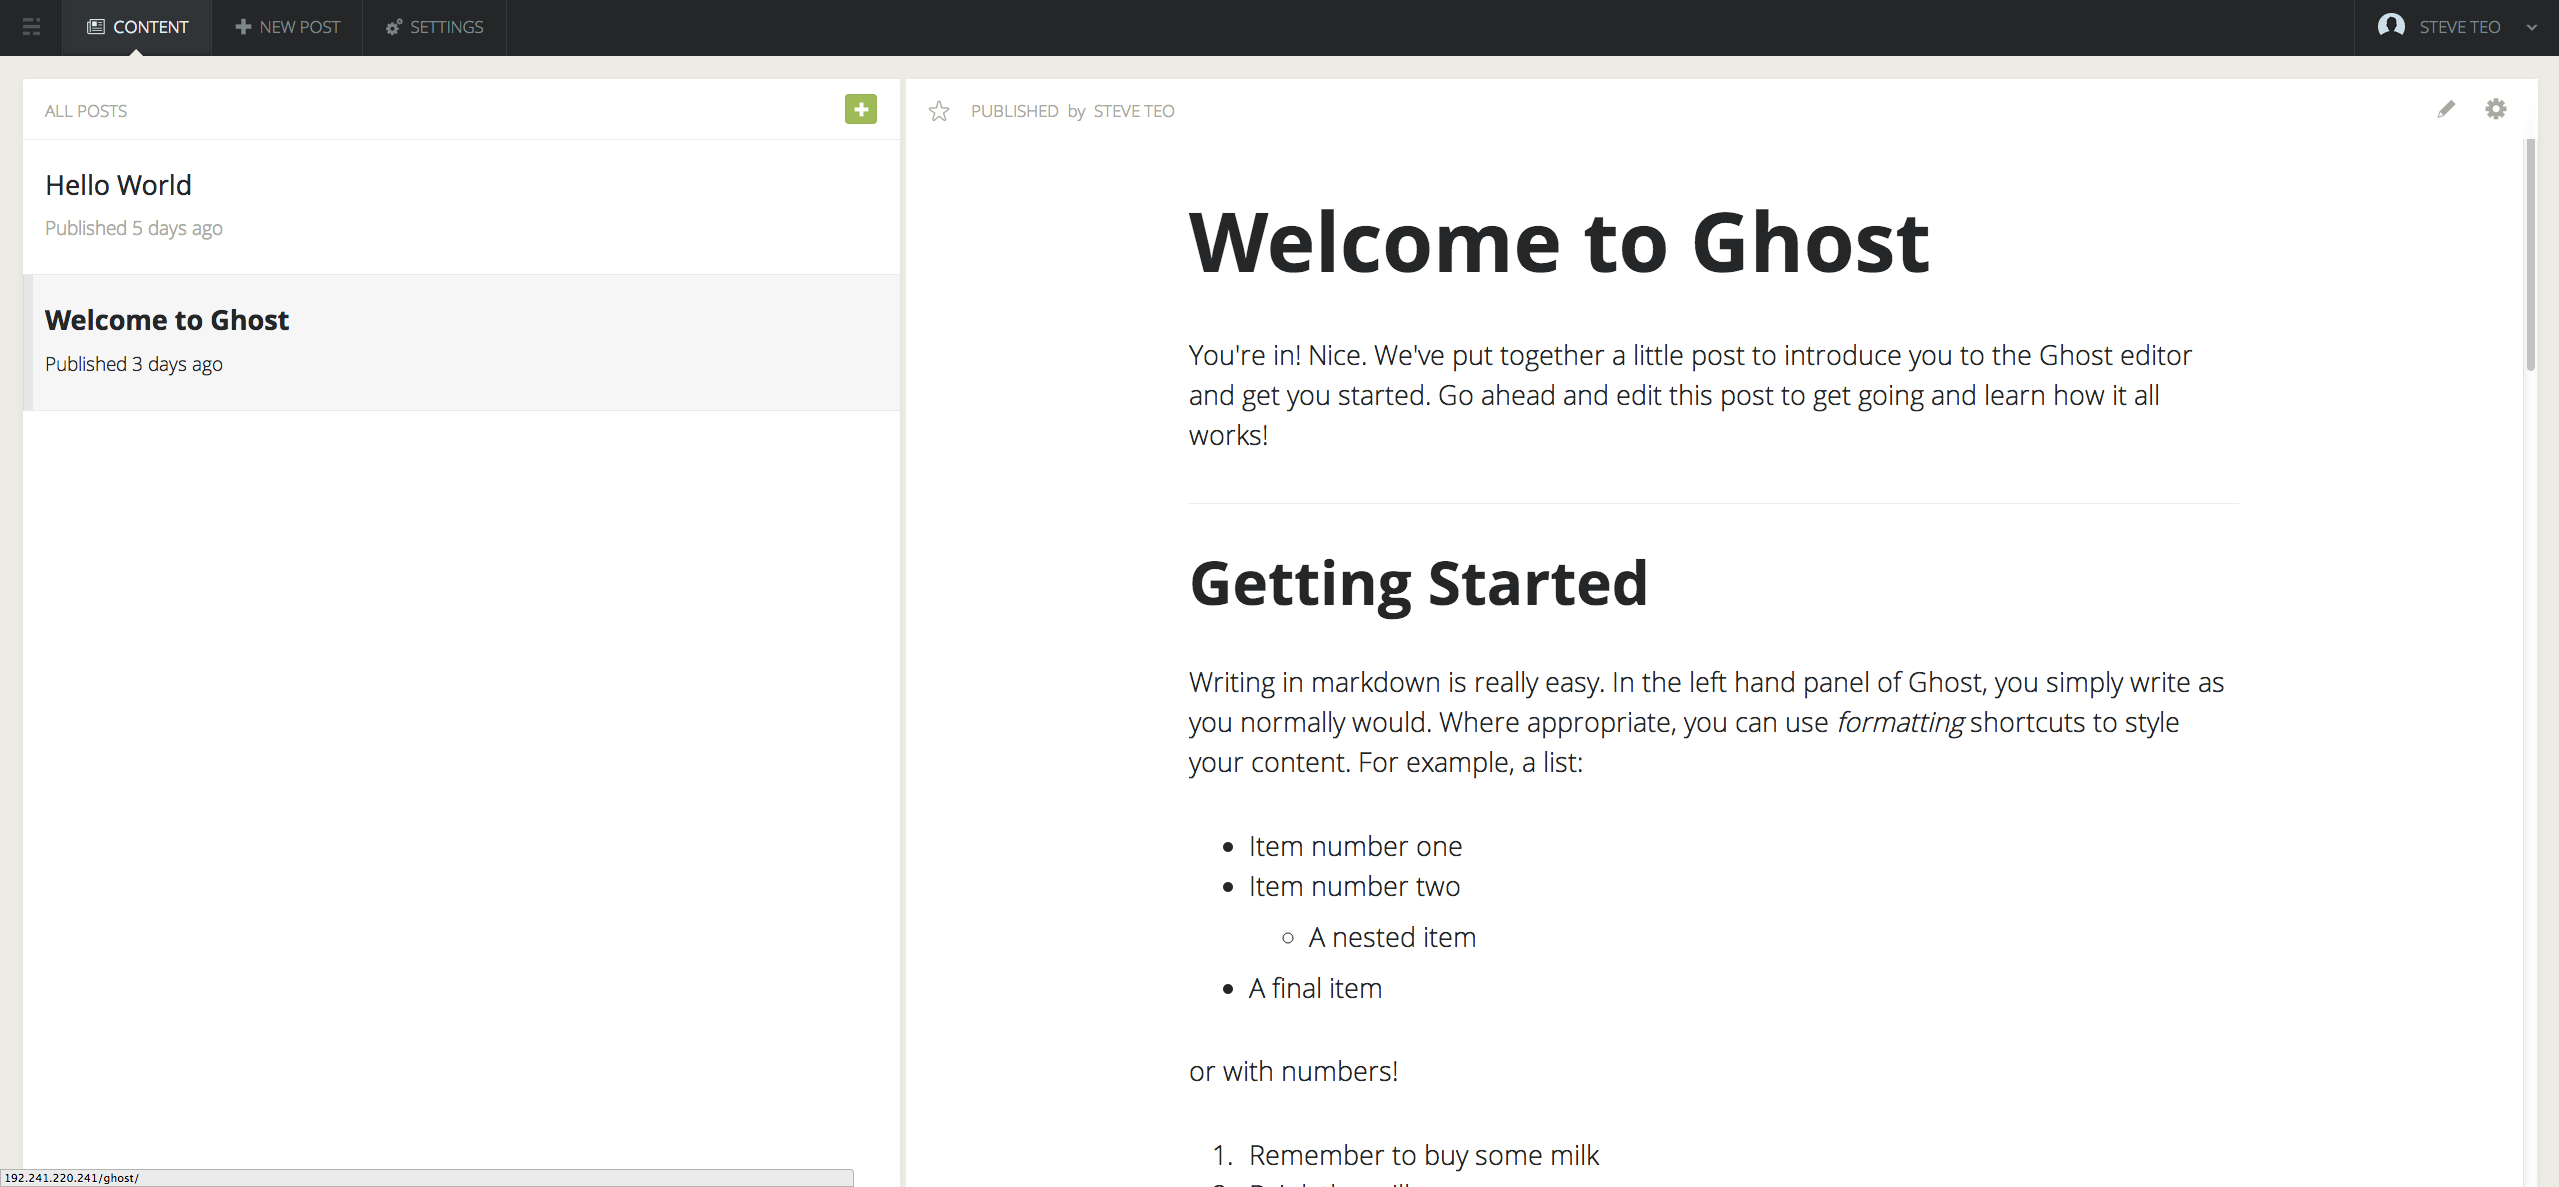 CONTENT
NEW POST
SETTINGS
STEVE TEO
ALL POSTS
Hello World
Published 5 days ago
Welcome to Ghost
Published 3 days ago
PUBLISHED by STEVE TEO
Welcome to Ghost
You're in! Nice. We've put together a little post to introduce you to the Ghost editor
and get you started. Go ahead and edit this post to get going and learn how it all
works!
Getting Started
Writing in markdown is really easy. In the left hand panel of Ghost, you simply write as
you normally would. Where appropriate, you can use formatting shortcuts to style
your content. For example, a list:
Item number one
Item number two
A nested item
A final item
or with numbers!
1. Remember to buy some milk
192.241.220.241/ghost/